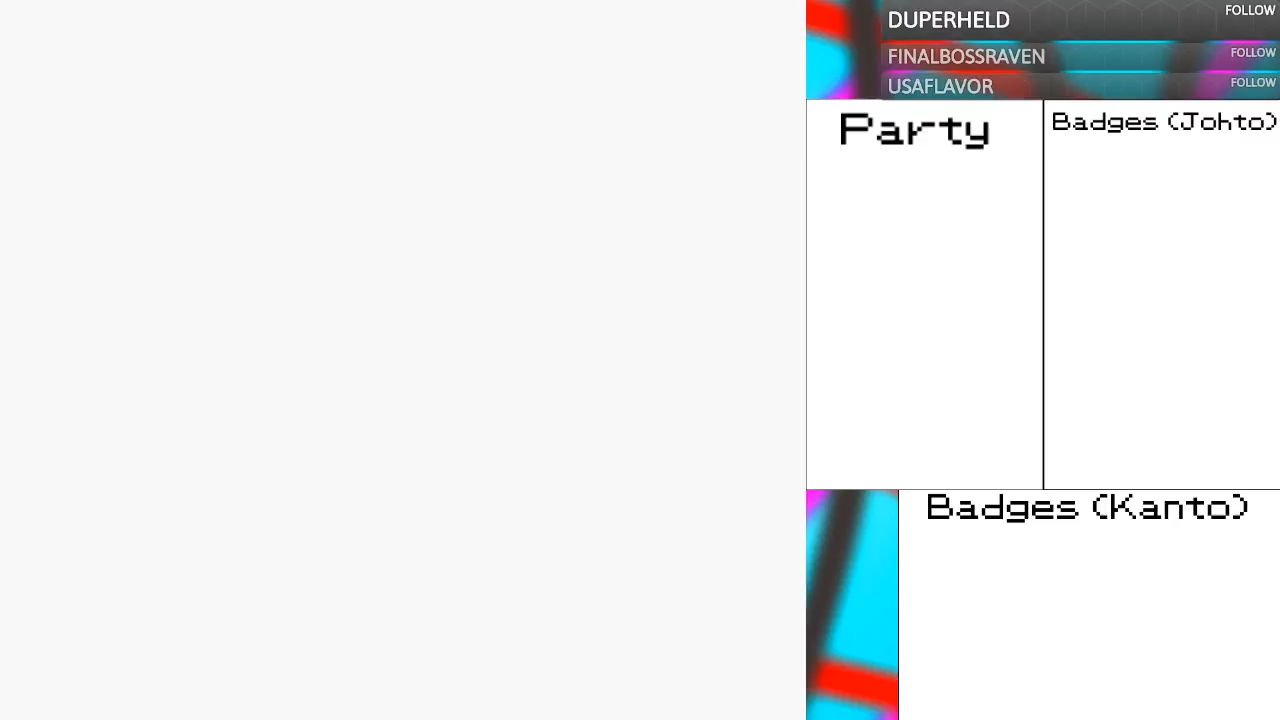 DUPERHELD FOLLOW
FINALBOSSRAVEN FOLLOW
USAFLAVOR FOLLOW
Party
Badges (Johto)
Badges (Kanto)